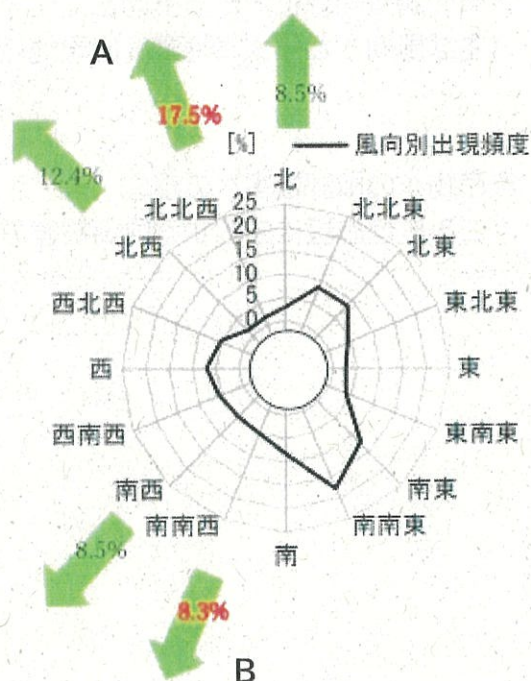 A
8.5%
17.5%
12.4%
[%]
風向別出現頻度
北
北北東
北東
東北東
東
東南東
南東
南南東
南
南南西
南西
西南西
西
西北西
北西
北北西
25
20
15
10
5
0
8.5%
8.3%
B